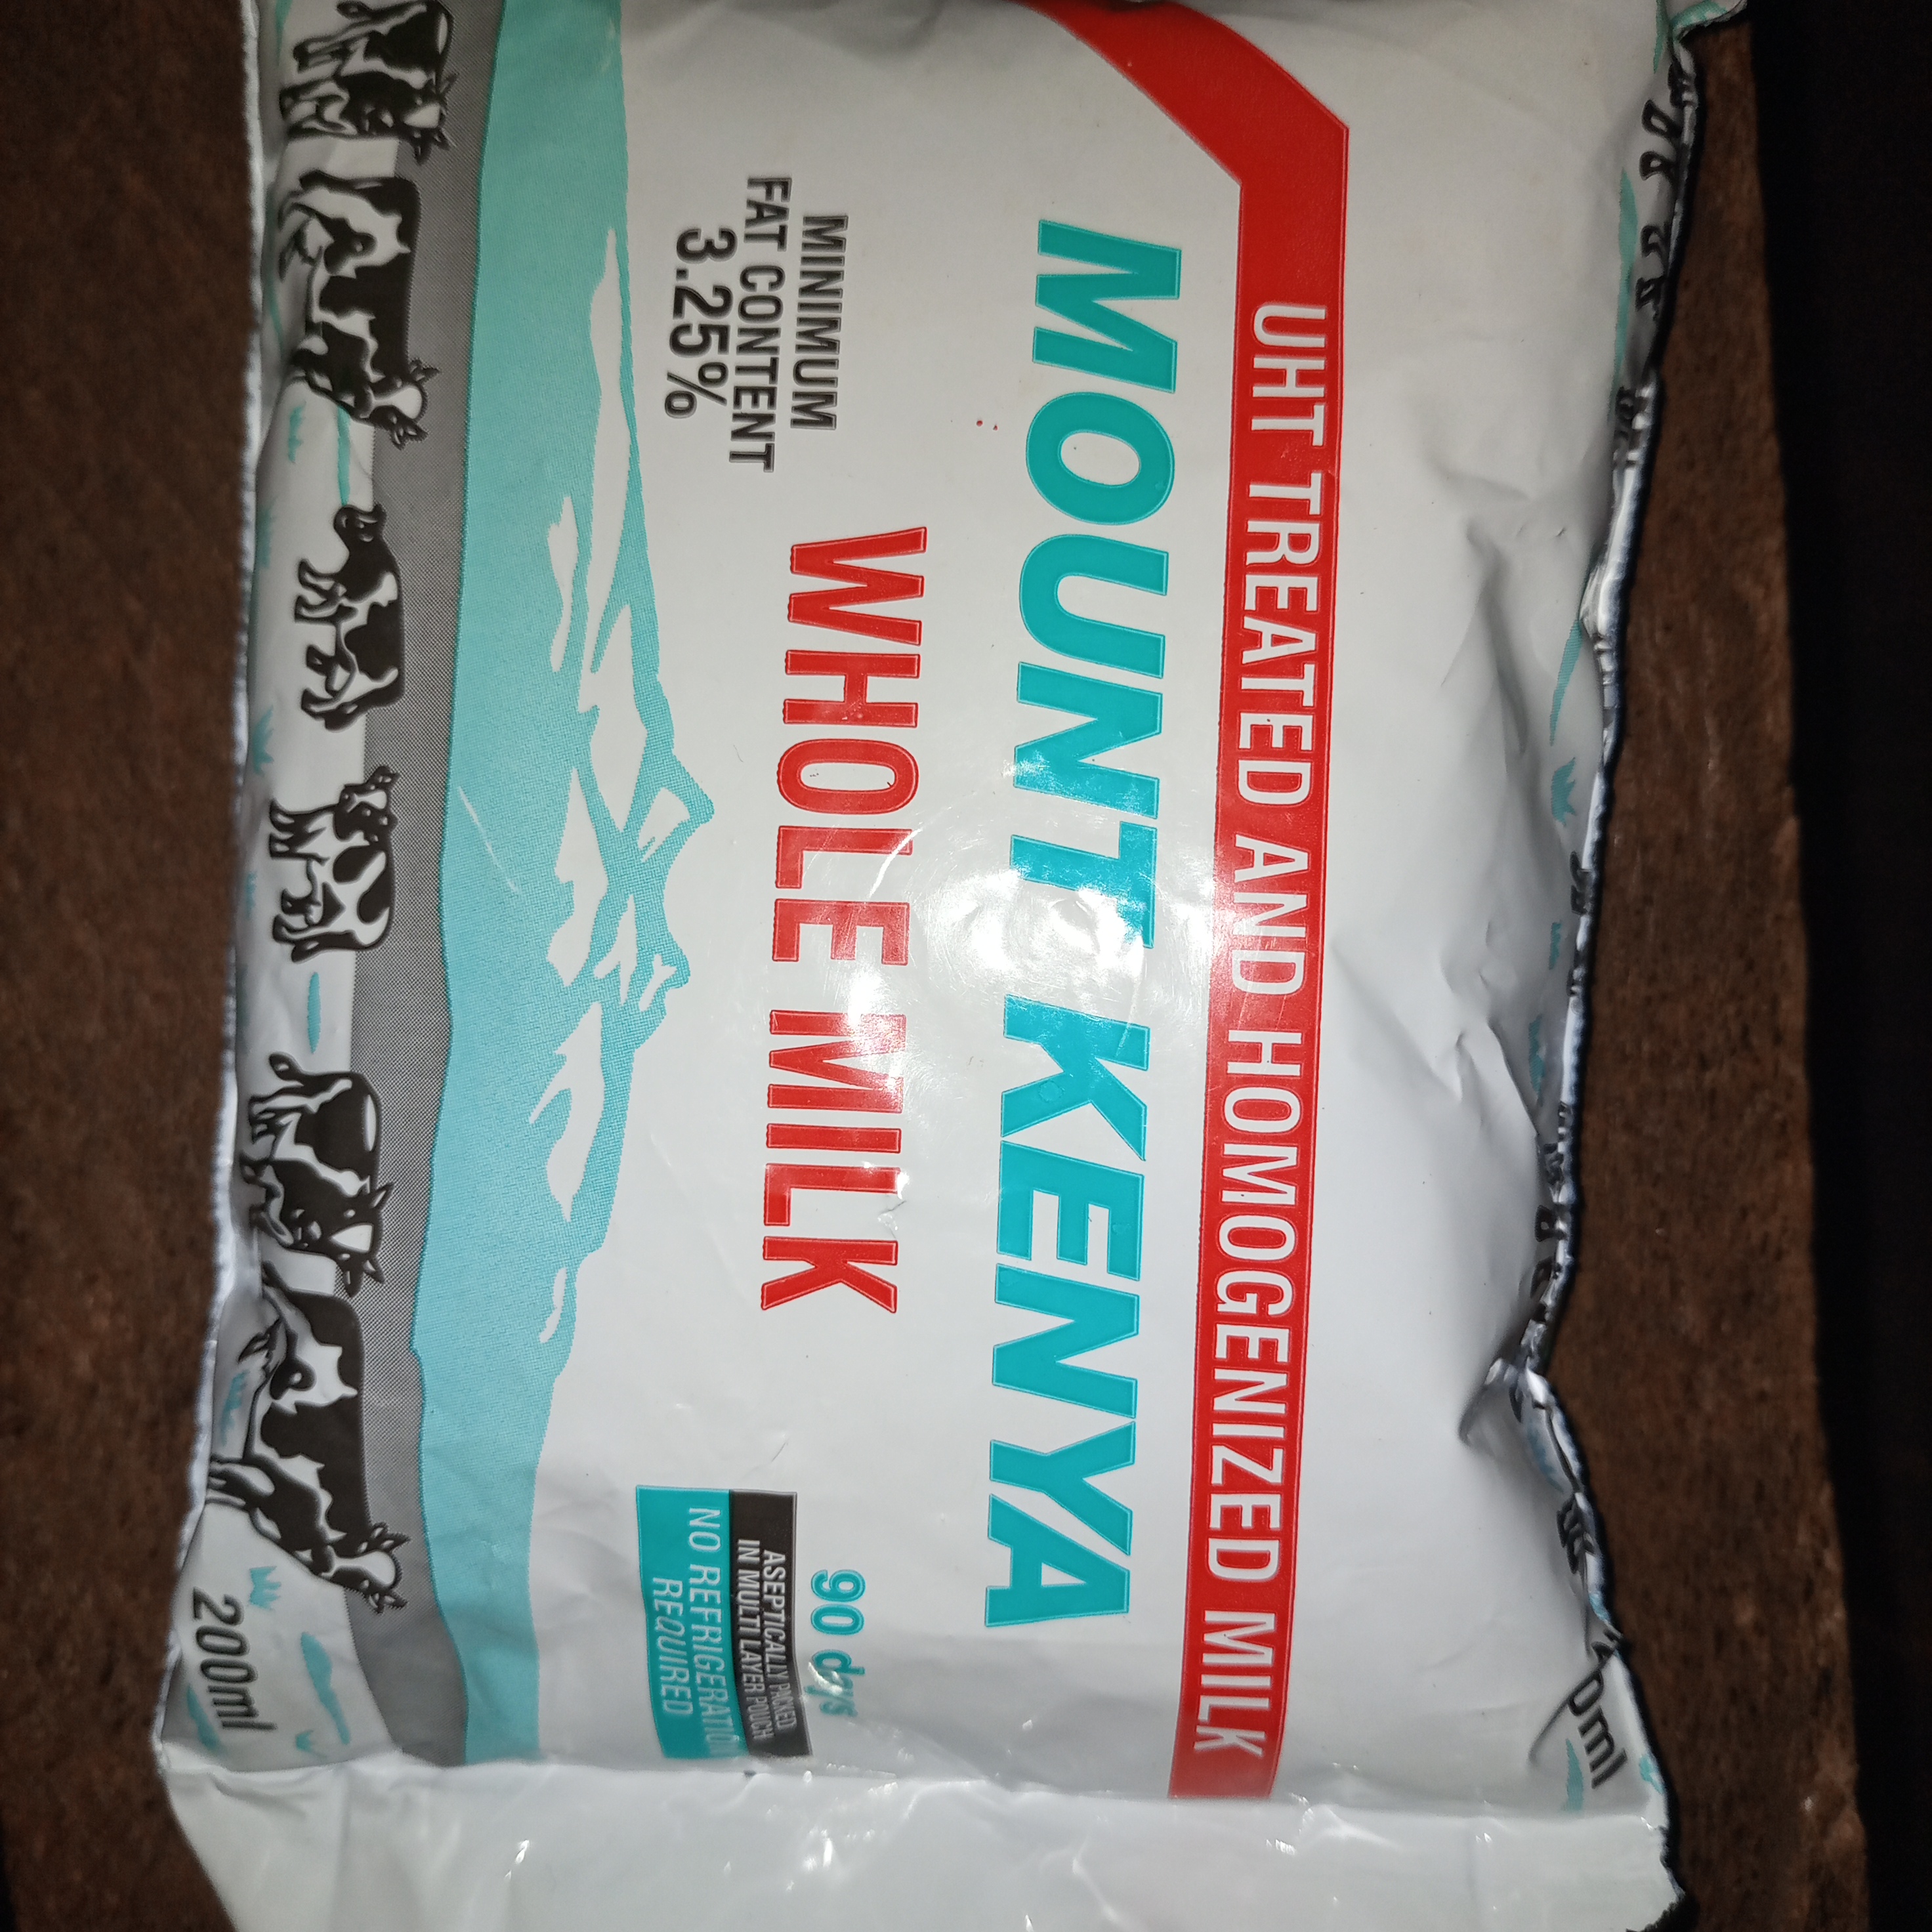 UHT TREATED AND HOMOGENIZED MILK
MOUNT KENYA
WHOLE MILK
MINIMUM
FAT CONTENT
3.25%
90 days
ASEPTICALLY PACKED
IN MULTI LAYER POUCH
NO REFRIGERATION
REQUIRED
200ml
0ml